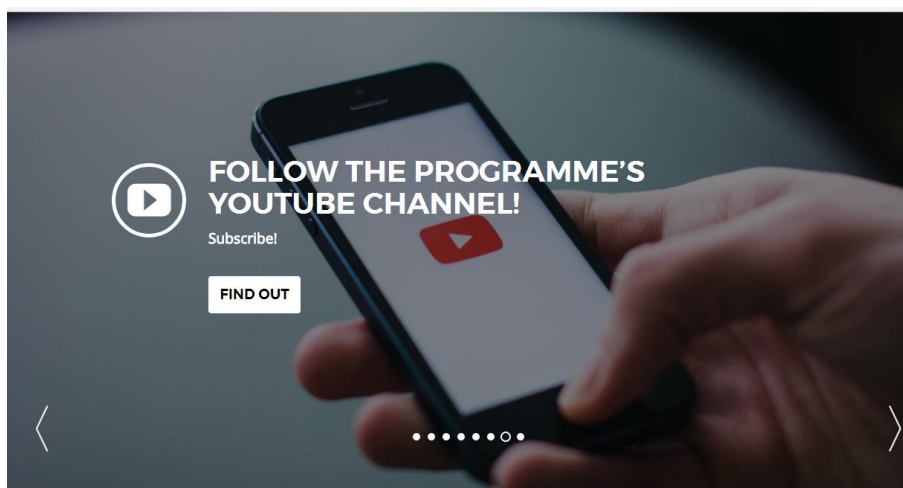 FOLLOW THE PROGRAMME’S
YOUTUBE CHANNEL!
Subscribe!
FIND OUT